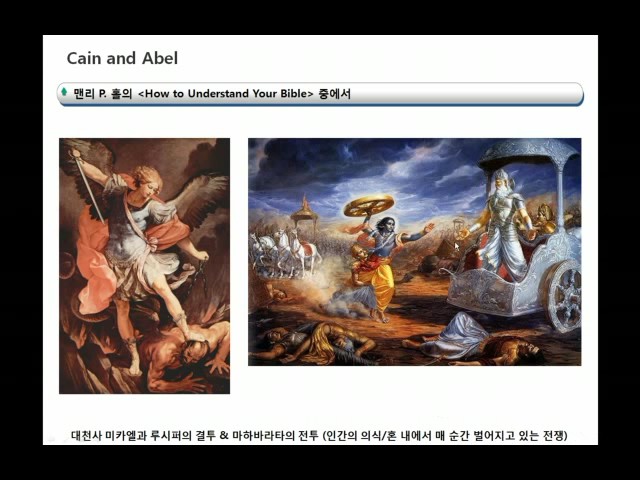 Cain and Abel
맨리 P. 홀의 <How to Understand Your Bible> 중에서
대천사 미카엘과 루시퍼의 결투 & 마하바라타의 전투 (인간의 의식/혼 내에서 매 순간 벌어지고 있는 전쟁)